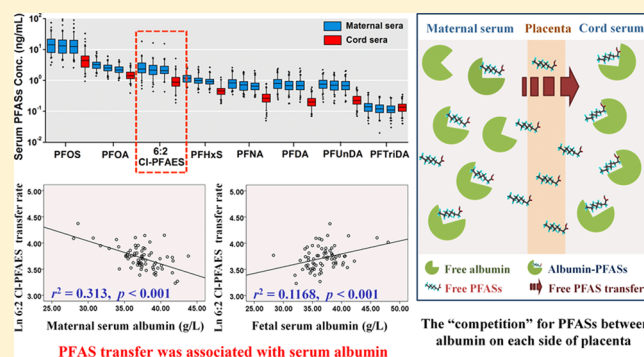 Serum PFASs Conc. (ng/mL)
10²
10¹
10⁰
10⁻¹
10⁻²
Maternal sera
Cord sera
PFOS
PFOA
6:2
Cl-PFAES
PFHxS
PFNA
PFDA
PFUnDA
PFTriDA
Ln 6:2 Cl-PFAES transfer rate
5.00
4.50
4.00
3.50
3.00
r² = 0.313, p < 0.001
25.00 30.00 35.00 40.00 45.00
Maternal serum albumin (g/L)
Ln 6:2 Cl-PFAES transfer rate
5.00
4.50
4.00
3.50
3.00
r² = 0.1168, p < 0.001
25.00 30.00 35.00 40.00 45.00 50.00
Fetal serum albumin (g/L)
PFAS transfer was associated with serum albumin
Maternal serum Placenta Cord serum
Free albumin
Albumin-PFASs
Free PFASs
Free PFAS transfer
The “competition” for PFASs between
albumin on each side of placenta